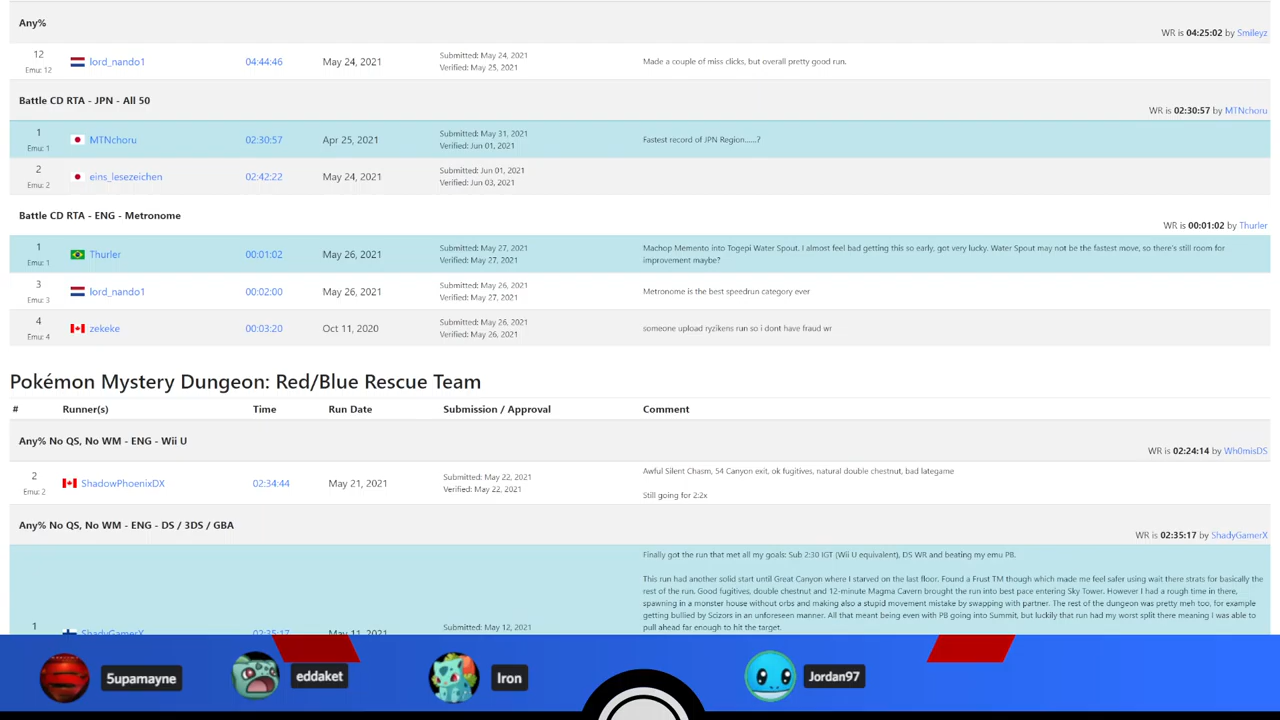 Any%
WR is 04:25:02 by Smileyz
12 lord_nando1 04:44:46 May 24, 2021 Submitted: May 24, 2021 Made a couple of miss clicks, but overall pretty good run.
Emu: 12 Verified: May 25, 2021
Battle CD RTA - JPN - All 50
WR is 02:30:57 by MTNchoru
1 MTNchoru 02:30:57 Apr 25, 2021 Submitted: May 31, 2021 Fastest record of JPN Region......?
Emu: 1 Verified: Jun 01, 2021
2 eins_lesezeichen 02:42:22 May 24, 2021 Submitted: Jun 01, 2021
Emu: 2 Verified: Jun 03, 2021
Battle CD RTA - ENG - Metronome
WR is 00:01:02 by Thurler
1 Thurler 00:01:02 May 26, 2021 Submitted: May 27, 2021 Machop Memento into Togepi Water Spout. I almost feel bad getting this so early, got very lucky. Water Spout may not be the fastest move, so there's still room for
Emu: 1 Verified: May 27, 2021 improvement maybe?
3 lord_nando1 00:02:00 May 26, 2021 Submitted: May 26, 2021 Metronome is the best speedrun category ever
Emu: 3 Verified: May 27, 2021
4 zekeke 00:03:20 Oct 11, 2020 Submitted: May 26, 2021 someone upload ryzikens run so i dont have fraud wr
Emu: 4 Verified: May 26, 2021
Pokémon Mystery Dungeon: Red/Blue Rescue Team
# Runner(s) Time Run Date Submission / Approval Comment
Any% No QS, No WM - ENG - Wii U
WR is 02:24:14 by Wh0misDS
Awful Silent Chasm, 54 Canyon exit, ok fugitives, natural double chestnut, bad lategame
2 ShadowPhoenixDX 02:34:44 May 21, 2021 Submitted: May 22, 2021
Emu: 2 Verified: May 22, 2021 Still going for 2:2x
Any% No QS, No WM - ENG - DS / 3DS / GBA
WR is 02:35:17 by ShadyGamerX
Finally got the run that met all my goals: Sub 2:30 IGT (Wii U equivalent), DS WR and beating my emu PB.
This run had another solid start until Great Canyon where I starved on the last floor. Found a Frust TM though which made me feel safer using wait there strats for basically the
rest of the run. Good fugitives, double chestnut and 12-minute Magma Cavern brought the run into best pace entering Sky Tower. However I had a rough time in there,
spawning in a monster house without orbs and making also a stupid movement mistake by swapping with partner. The rest of the dungeon was pretty meh too, for example
getting bullied by Scizors in an unforeseen manner. All that meant being even with PB going into Summit, but luckily that run had my worst split there meaning I was able to
1 ShadyGamerX 02:35:17 May 11, 2021 Submitted: May 12, 2021 pull ahead far enough to hit the target.
5upamayne eddaket Iron Jordan97